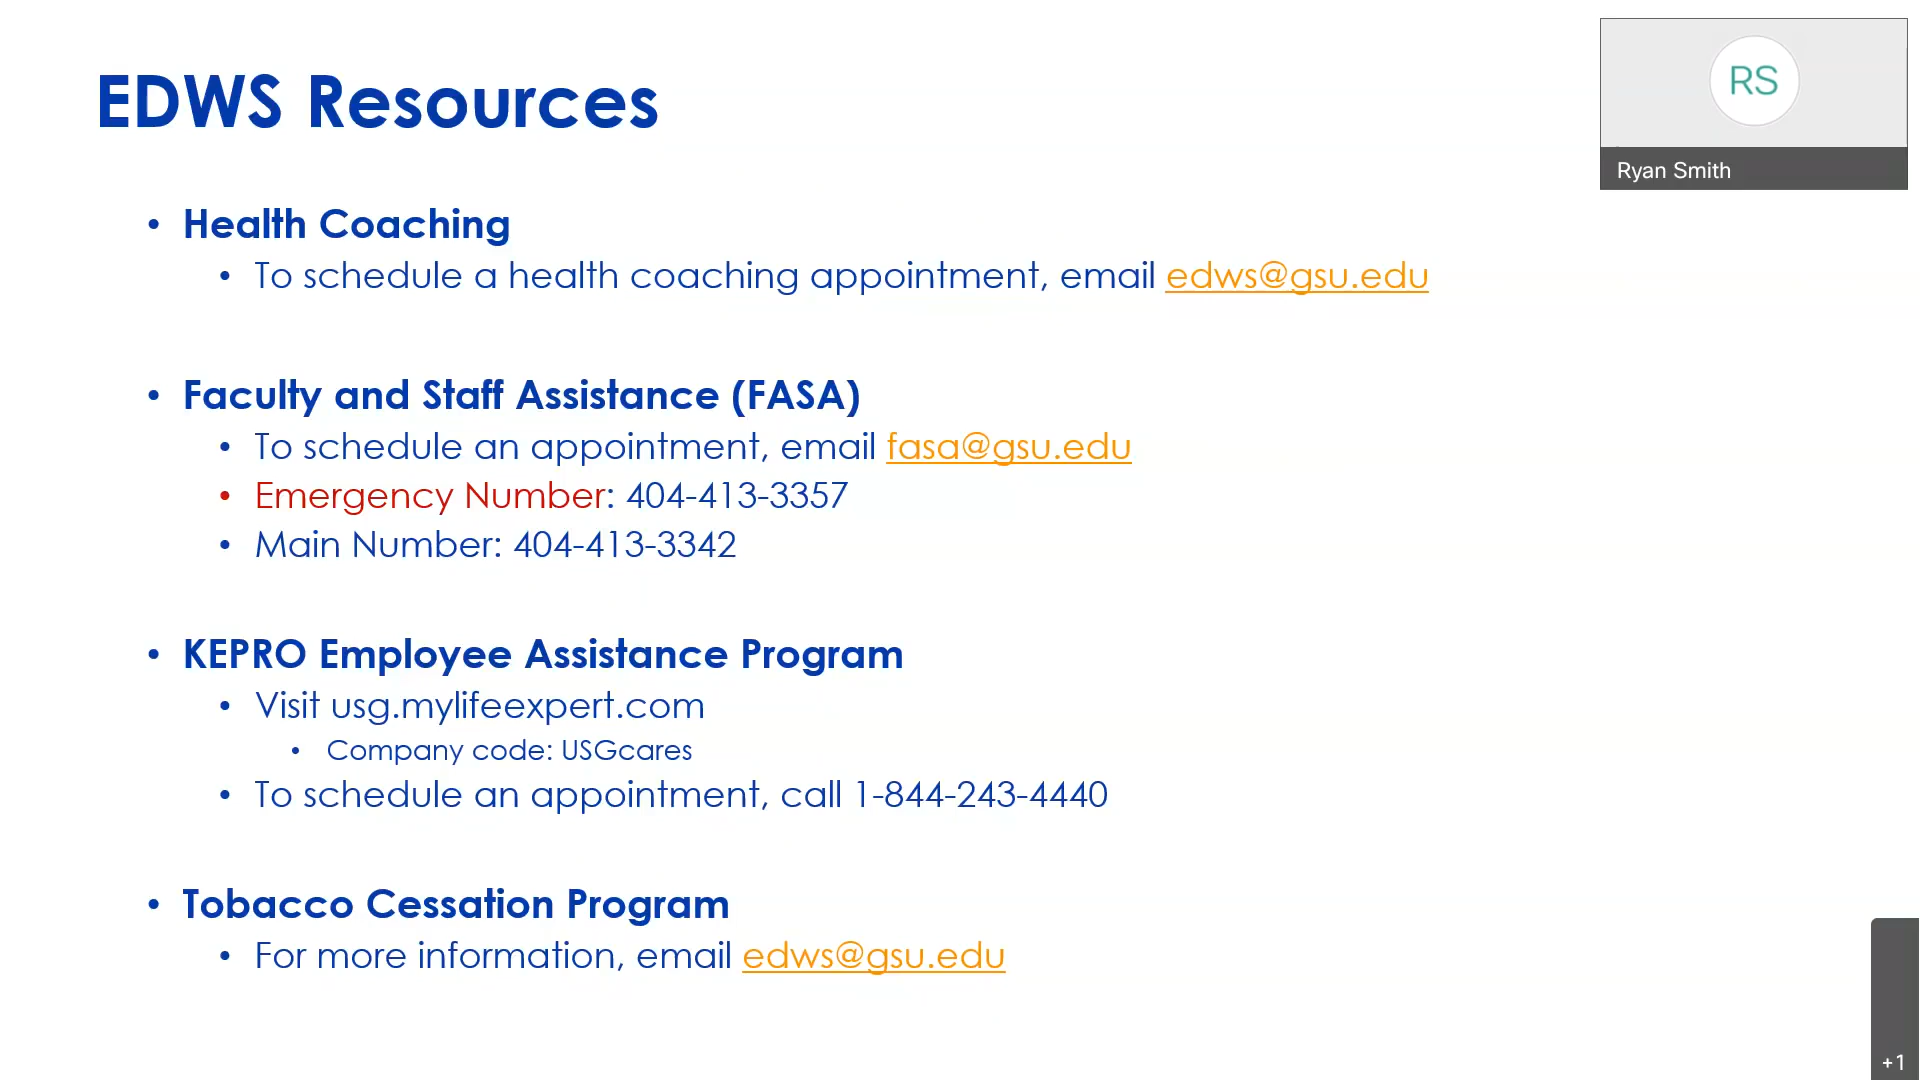 EDWS Resources
RS
Ryan Smith
• Health Coaching
• To schedule a health coaching appointment, email edws@gsu.edu
• Faculty and Staff Assistance (FASA)
• To schedule an appointment, email fasa@gsu.edu
• Emergency Number: 404-413-3357
• Main Number: 404-413-3342
• KEPRO Employee Assistance Program
• Visit usg.mylifeexpert.com
• Company code: USGcares
• To schedule an appointment, call 1-844-243-4440
• Tobacco Cessation Program
• For more information, email edws@gsu.edu
+1